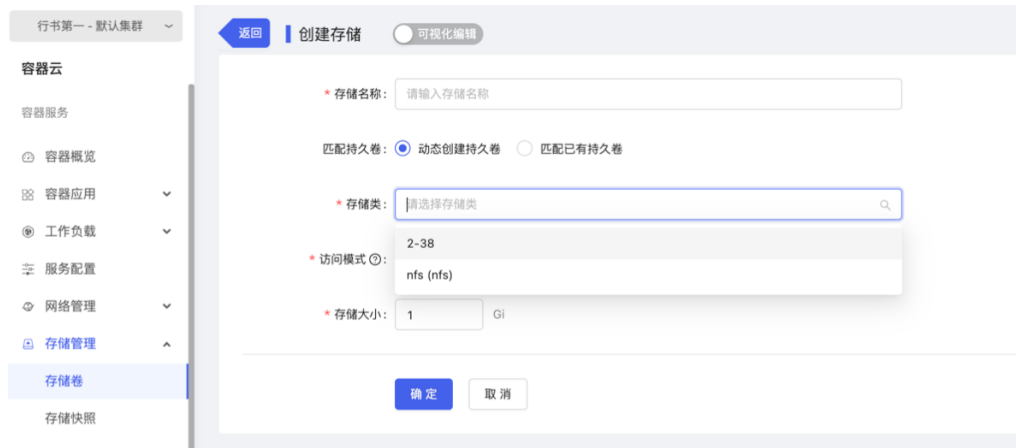 行书第一 - 默认集群
容器云
容器服务
容器概览
容器应用
工作负载
服务配置
网络管理
存储管理
存储卷
存储快照
返回
创建存储
可视化编辑
* 存储名称:
请输入存储名称
匹配持久卷:
动态创建持久卷
匹配已有持久卷
* 存储类:
请选择存储类
2-38
nfs (nfs)
* 访问模式 ?:
* 存储大小:
1
Gi
确 定
取 消